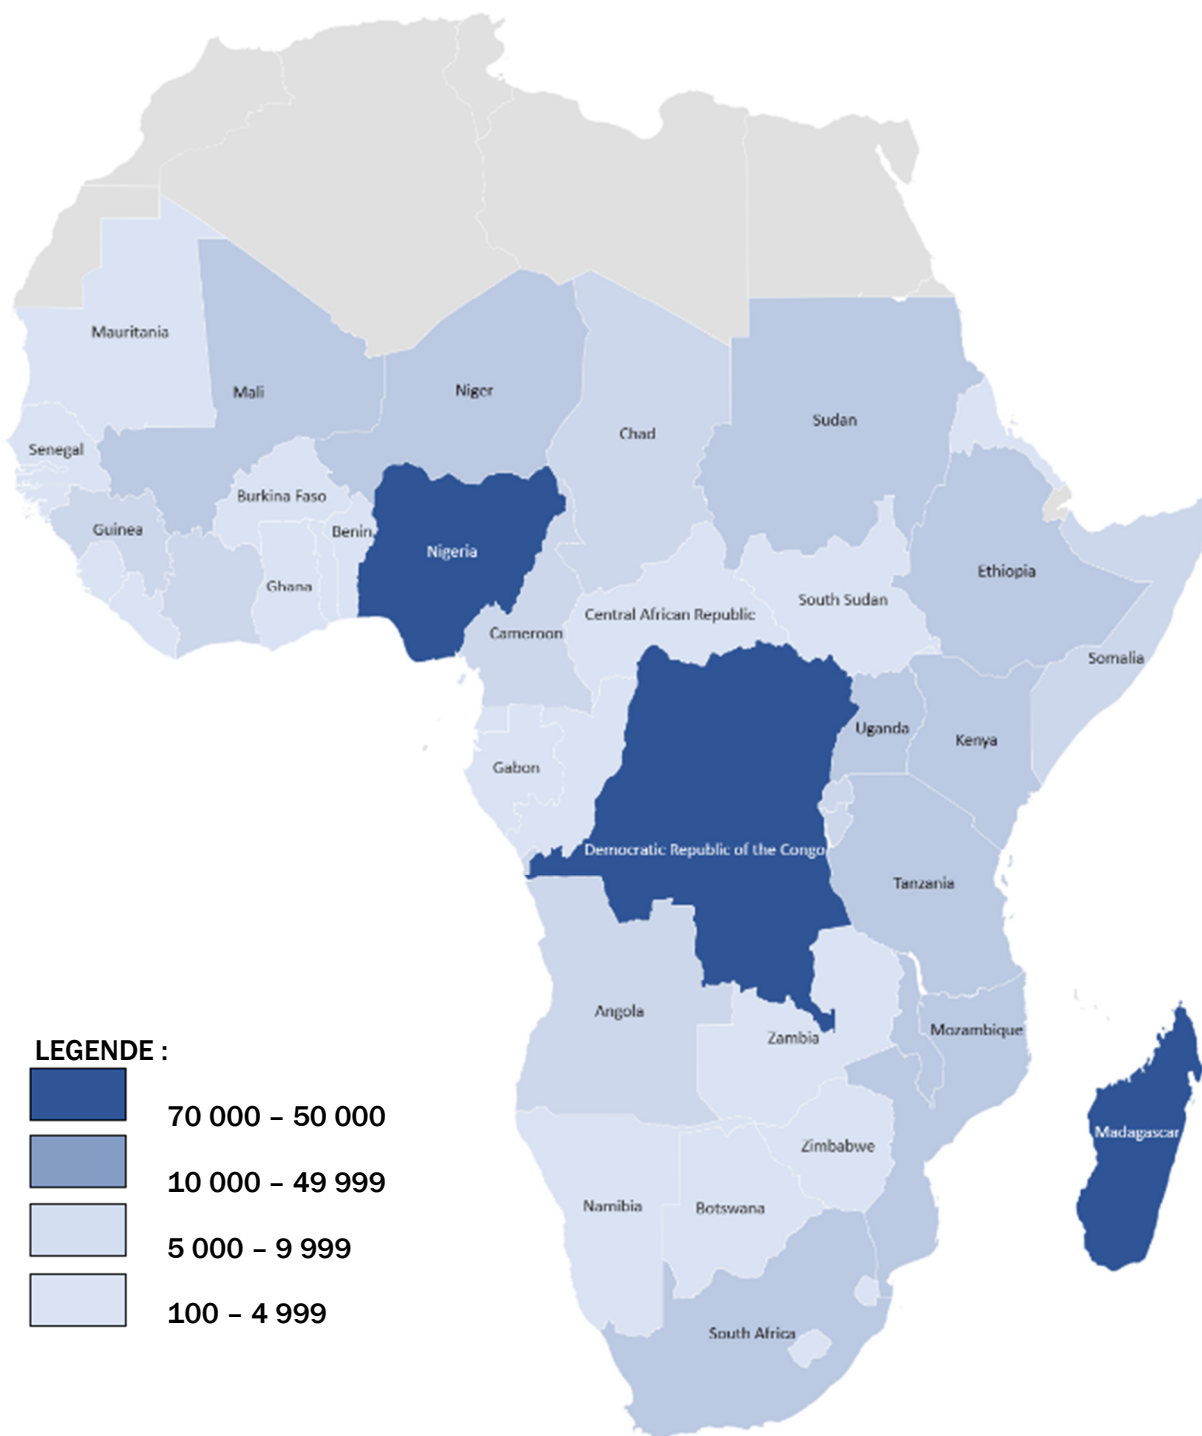 Mauritania
Mali
Niger
Chad
Sudan
Senegal
Burkina Faso
Guinea
Benin
Nigeria
Ghana
Ethiopia
Central African Republic
South Sudan
Cameroon
Somalia
Uganda
Kenya
Gabon
Democratic Republic of the Congo
Tanzania
Angola
Mozambique
Zambia
Madagascar
Zimbabwe
Namibia
Botswana
South Africa
LEGENDE :
70 000 – 50 000
10 000 – 49 999
5 000 – 9 999
100 – 4 999